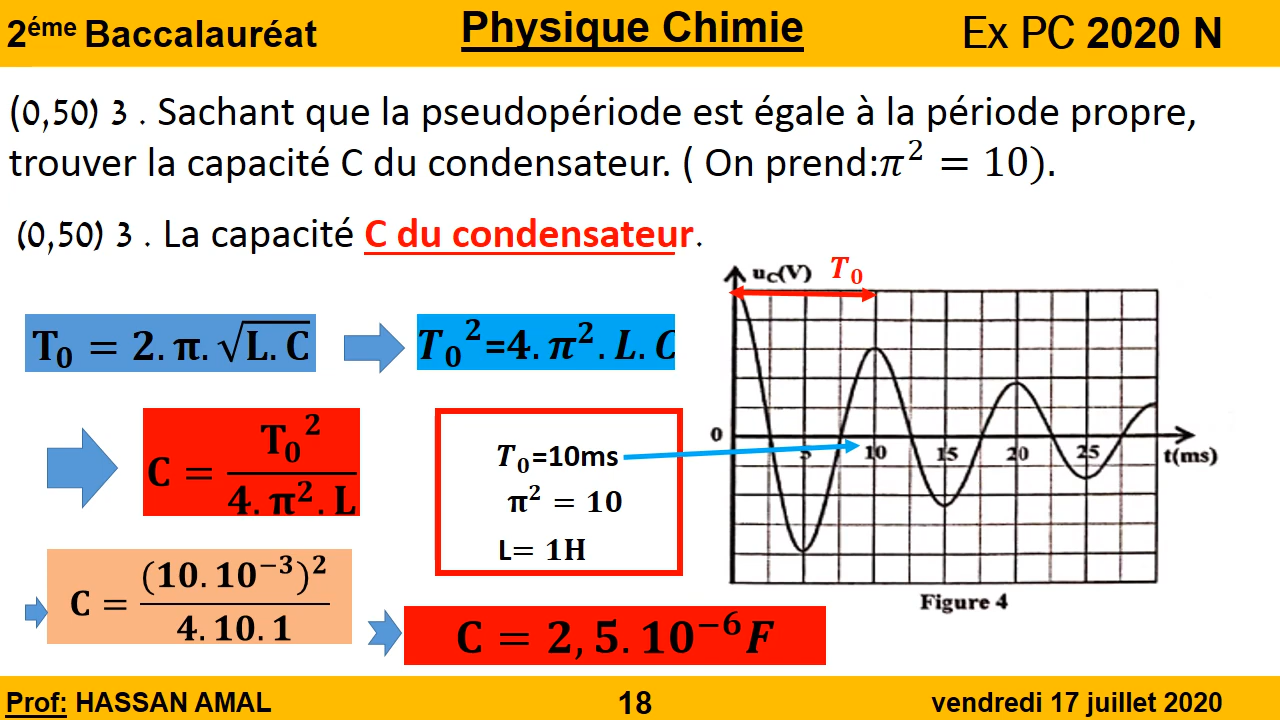 2éme Baccalauréat
Physique Chimie
Ex PC 2020 N
(0,50) 3 . Sachant que la pseudopériode est égale à la période propre,
trouver la capacité C du condensateur. ( On prend:π² = 10).
(0,50) 3 . La capacité C du condensateur.
T₀ = 2. π. √L. C
T₀²=4. π². L. C
C = T₀² / 4. π². L
T₀=10ms
π² = 10
L= 1H
C = (10. 10⁻³)² / 4. 10. 1
C = 2, 5. 10⁻⁶F
u_C(V)
T₀
0
5
10
15
20
25
t(ms)
Figure 4
Prof: HASSAN AMAL
18
vendredi 17 juillet 2020